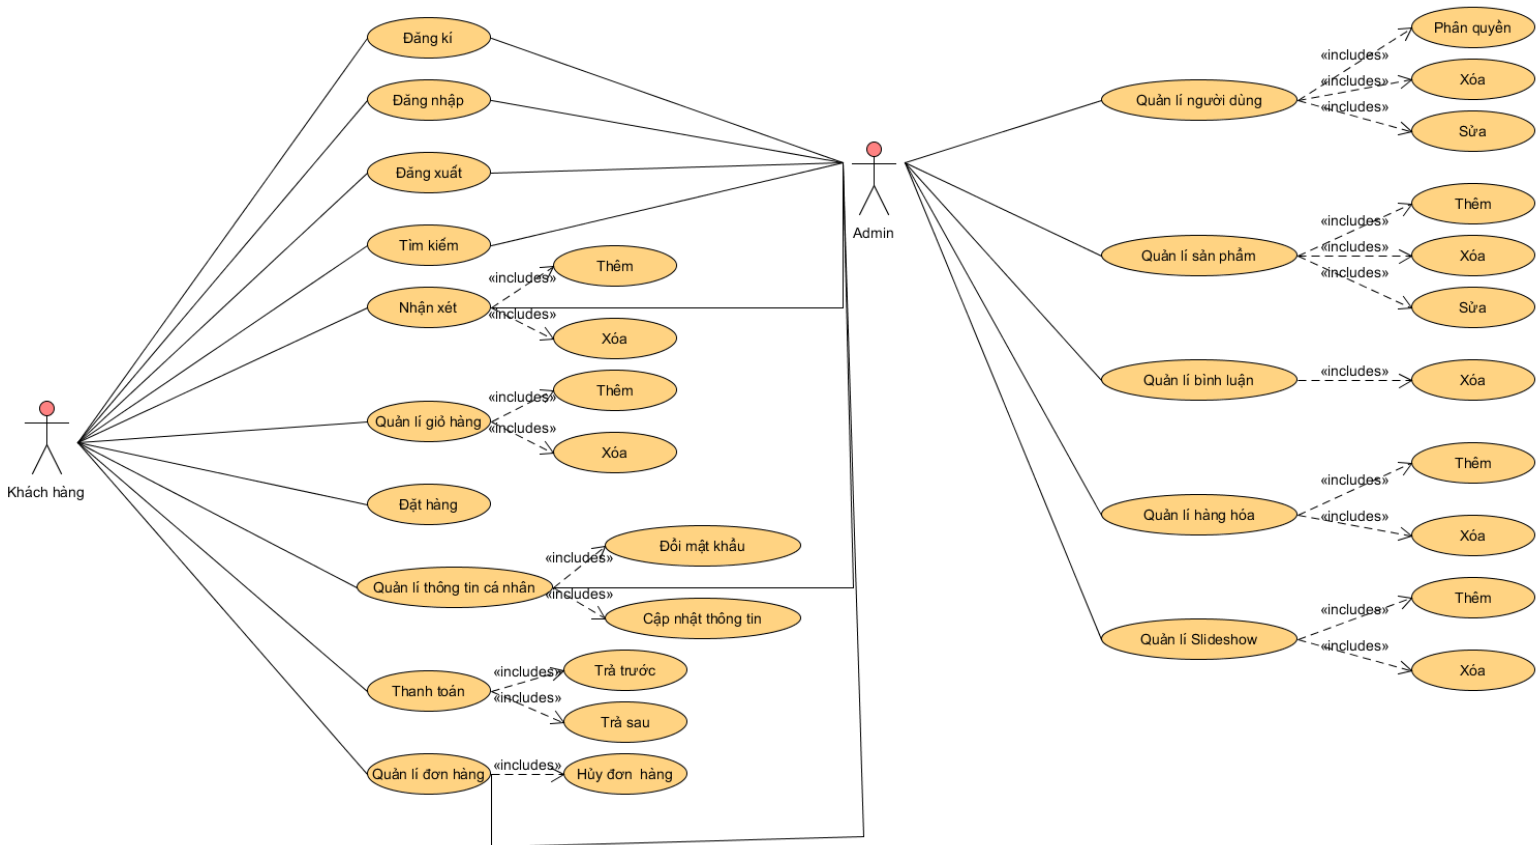 Đăng kí
Đăng nhập
Đăng xuất
Tìm kiếm
Nhận xét
«includes»
Thêm
«includes»
Xóa
Quản lí giỏ hàng
«includes»
Thêm
«includes»
Xóa
Khách hàng
Đặt hàng
Quản lí thông tin cá nhân
«includes»
Đổi mật khẩu
«includes»
Cập nhật thông tin
Thanh toán
«includes»
Trả trước
«includes»
Trả sau
Quản lí đơn hàng
«includes»
Hủy đơn hàng
Admin
Quản lí người dùng
«includes»
Phân quyền
«includes»
Xóa
«includes»
Sửa
Quản lí sản phẩm
«includes»
Thêm
«includes»
Xóa
«includes»
Sửa
Quản lí bình luận
«includes»
Xóa
Quản lí hàng hóa
«includes»
Thêm
«includes»
Xóa
Quản lí Slideshow
«includes»
Thêm
«includes»
Xóa